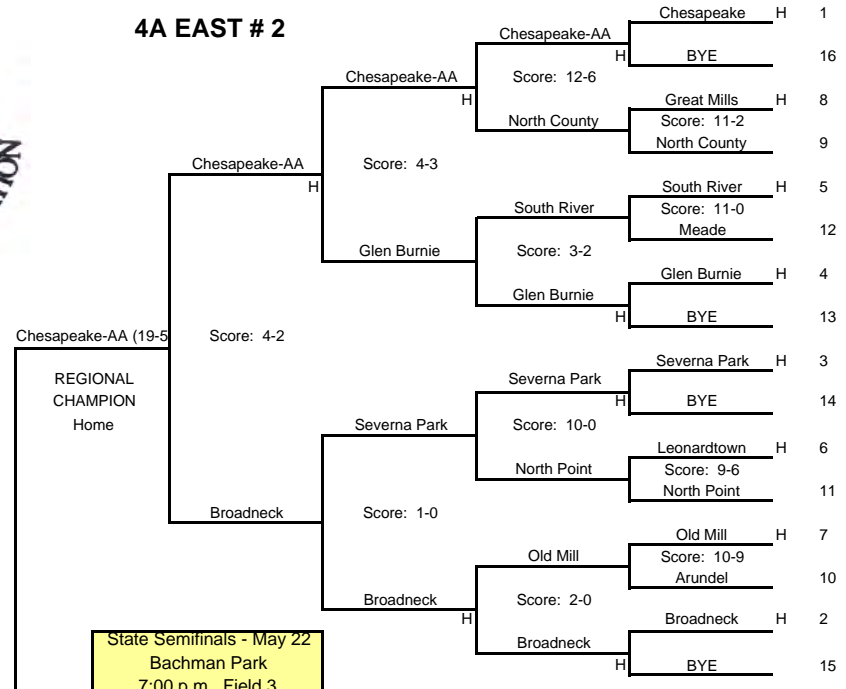 4A EAST # 2
Chesapeake H 1
Chesapeake-AA
H BYE 16
Chesapeake-AA Score: 12-6
H Great Mills H 8
North County Score: 11-2
North County 9
Chesapeake-AA Score: 4-3
H South River H 5
South River Score: 11-0
Meade 12
Glen Burnie Score: 3-2
Glen Burnie H 4
Glen Burnie
H BYE 13
Chesapeake-AA (19-5 Score: 4-2
Severna Park H 3
REGIONAL
CHAMPION
Home
Severna Park
H BYE 14
Severna Park Score: 10-0
Leonardtown H 6
North Point Score: 9-6
North Point 11
Broadneck Score: 1-0
Old Mill H 7
Old Mill Score: 10-9
Arundel 10
Broadneck Score: 2-0
H Broadneck H 2
Broadneck
H BYE 15
State Semifinals - May 22
Bachman Park
7:00 p.m. Field 3